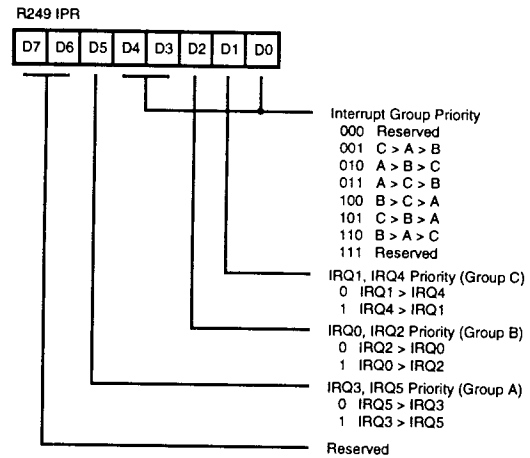 R249 IPR
D7 D6 D5 D4 D3 D2 D1 D0
Interrupt Group Priority
000 Reserved
001 C > A > B
010 A > B > C
011 A > C > B
100 B > C > A
101 C > B > A
110 B > A > C
111 Reserved
IRQ1, IRQ4 Priority (Group C)
0 IRQ1 > IRQ4
1 IRQ4 > IRQ1
IRQ0, IRQ2 Priority (Group B)
0 IRQ2 > IRQ0
1 IRQ0 > IRQ2
IRQ3, IRQ5 Priority (Group A)
0 IRQ5 > IRQ3
1 IRQ3 > IRQ5
Reserved